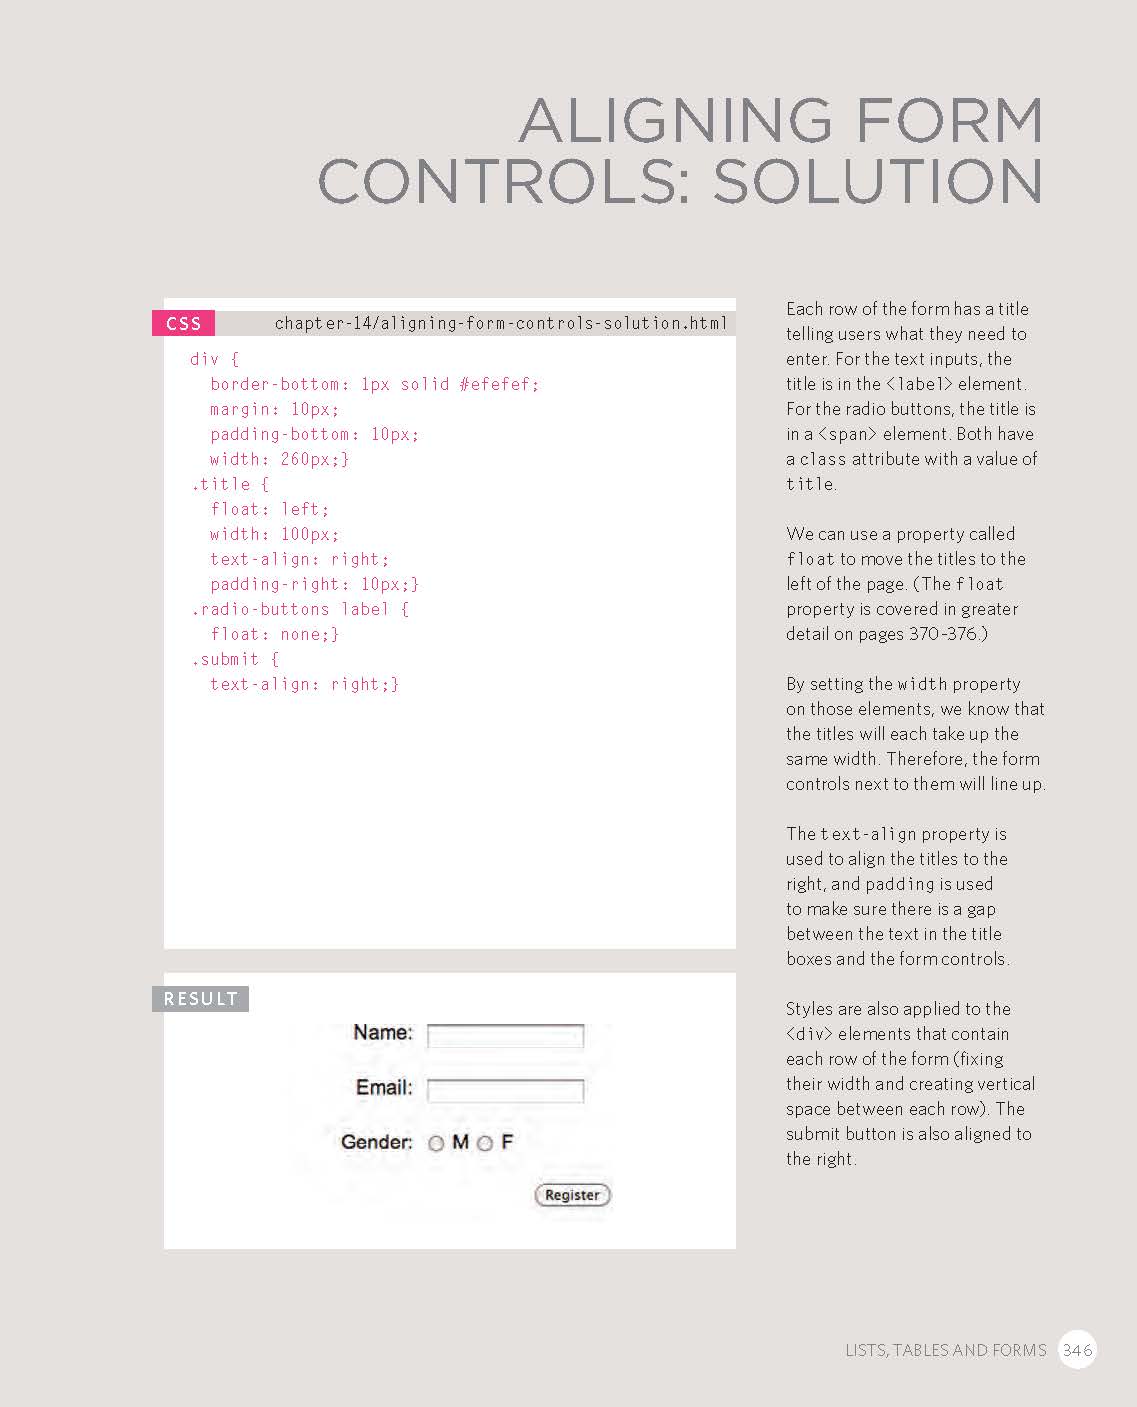 ALIGNING FORM
CONTROLS: SOLUTION
CSS
chapter-14/aligning-form-controls-solution.html
div {
  border-bottom: 1px solid #efefef;
  margin: 10px;
  padding-bottom: 10px;
  width: 260px;}
.title {
  float: left;
  width: 100px;
  text-align: right;
  padding-right: 10px;}
.radio-buttons label {
  float: none;}
.submit {
  text-align: right;}
RESULT
Name:
Email:
Gender: M F
Register
Each row of the form has a title
telling users what they need to
enter. For the text inputs, the
title is in the <label> element.
For the radio buttons, the title is
in a <span> element. Both have
a class attribute with a value of
title.
We can use a property called
float to move the titles to the
left of the page. (The float
property is covered in greater
detail on pages 370-376.)
By setting the width property
on those elements, we know that
the titles will each take up the
same width. Therefore, the form
controls next to them will line up.
The text-align property is
used to align the titles to the
right, and padding is used
to make sure there is a gap
between the text in the title
boxes and the form controls.
Styles are also applied to the
<div> elements that contain
each row of the form (fixing
their width and creating vertical
space between each row). The
submit button is also aligned to
the right.
LISTS, TABLES AND FORMS 346